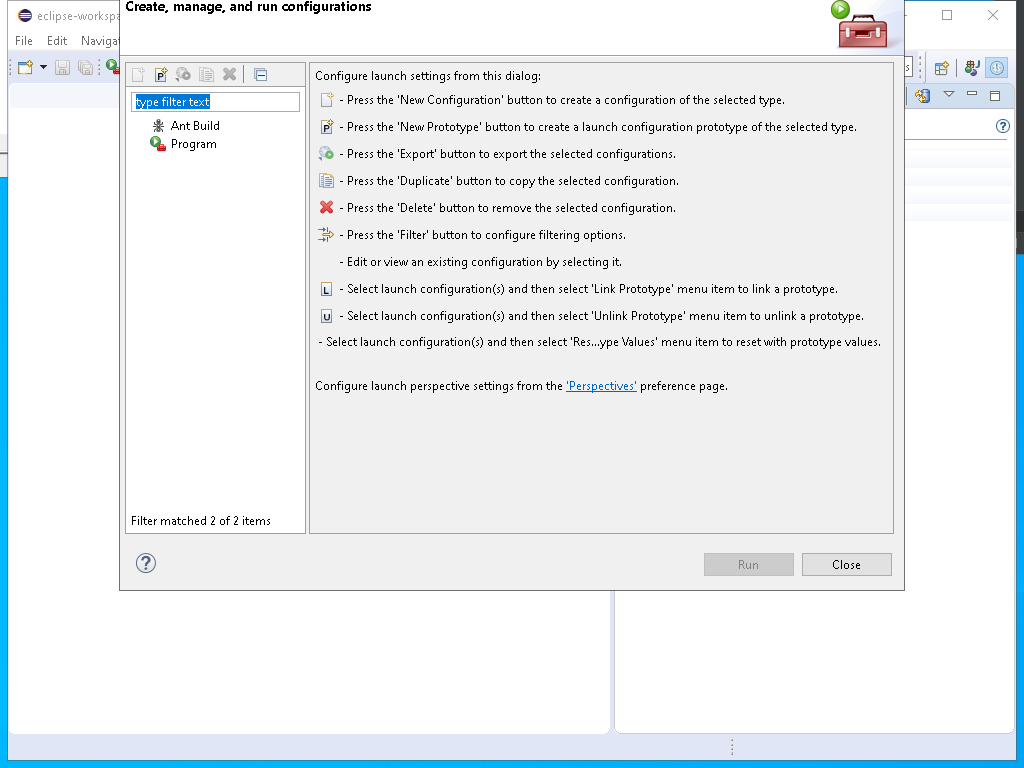 eclipse-workspa
Create, manage, and run configurations
File Edit Navigat
type filter text
Ant Build
Program
Filter matched 2 of 2 items
Configure launch settings from this dialog:
- Press the 'New Configuration' button to create a configuration of the selected type.
- Press the 'New Prototype' button to create a launch configuration prototype of the selected type.
- Press the 'Export' button to export the selected configurations.
- Press the 'Duplicate' button to copy the selected configuration.
- Press the 'Delete' button to remove the selected configuration.
- Press the 'Filter' button to configure filtering options.
- Edit or view an existing configuration by selecting it.
L - Select launch configuration(s) and then select 'Link Prototype' menu item to link a prototype.
U - Select launch configuration(s) and then select 'Unlink Prototype' menu item to unlink a prototype.
- Select launch configuration(s) and then select 'Res...ype Values' menu item to reset with prototype values.
Configure launch perspective settings from the 'Perspectives' preference page.
Run Close